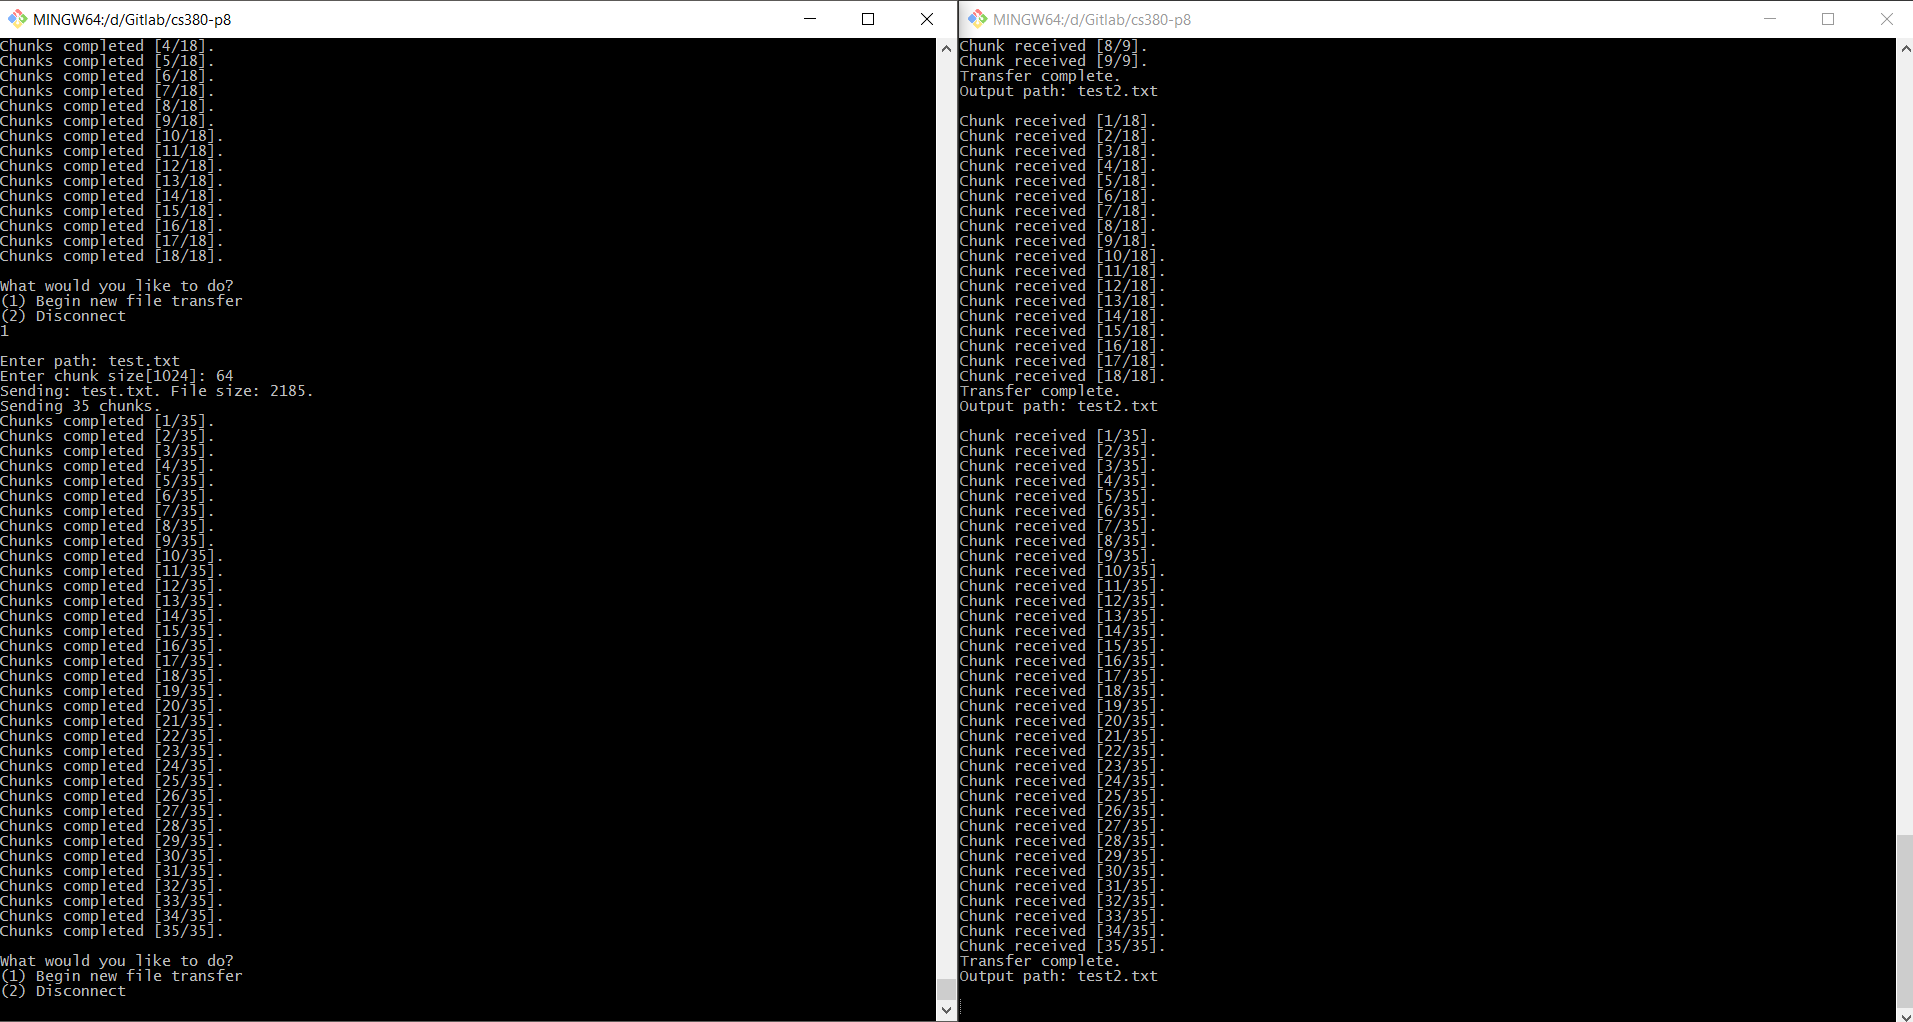 MINGW64:/d/Gitlab/cs380-p8
Chunks completed [4/18].
Chunks completed [5/18].
Chunks completed [6/18].
Chunks completed [7/18].
Chunks completed [8/18].
Chunks completed [9/18].
Chunks completed [10/18].
Chunks completed [11/18].
Chunks completed [12/18].
Chunks completed [13/18].
Chunks completed [14/18].
Chunks completed [15/18].
Chunks completed [16/18].
Chunks completed [17/18].
Chunks completed [18/18].
What would you like to do?
(1) Begin new file transfer
(2) Disconnect
1
Enter path: test.txt
Enter chunk size[1024]: 64
Sending: test.txt. File size: 2185.
Sending 35 chunks.
Chunks completed [1/35].
Chunks completed [2/35].
Chunks completed [3/35].
Chunks completed [4/35].
Chunks completed [5/35].
Chunks completed [6/35].
Chunks completed [7/35].
Chunks completed [8/35].
Chunks completed [9/35].
Chunks completed [10/35].
Chunks completed [11/35].
Chunks completed [12/35].
Chunks completed [13/35].
Chunks completed [14/35].
Chunks completed [15/35].
Chunks completed [16/35].
Chunks completed [17/35].
Chunks completed [18/35].
Chunks completed [19/35].
Chunks completed [20/35].
Chunks completed [21/35].
Chunks completed [22/35].
Chunks completed [23/35].
Chunks completed [24/35].
Chunks completed [25/35].
Chunks completed [26/35].
Chunks completed [27/35].
Chunks completed [28/35].
Chunks completed [29/35].
Chunks completed [30/35].
Chunks completed [31/35].
Chunks completed [32/35].
Chunks completed [33/35].
Chunks completed [34/35].
Chunks completed [35/35].
What would you like to do?
(1) Begin new file transfer
(2) Disconnect
MINGW64:/d/Gitlab/cs380-p8
Chunk received [8/9].
Chunk received [9/9].
Transfer complete.
Output path: test2.txt
Chunk received [1/18].
Chunk received [2/18].
Chunk received [3/18].
Chunk received [4/18].
Chunk received [5/18].
Chunk received [6/18].
Chunk received [7/18].
Chunk received [8/18].
Chunk received [9/18].
Chunk received [10/18].
Chunk received [11/18].
Chunk received [12/18].
Chunk received [13/18].
Chunk received [14/18].
Chunk received [15/18].
Chunk received [16/18].
Chunk received [17/18].
Chunk received [18/18].
Transfer complete.
Output path: test2.txt
Chunk received [1/35].
Chunk received [2/35].
Chunk received [3/35].
Chunk received [4/35].
Chunk received [5/35].
Chunk received [6/35].
Chunk received [7/35].
Chunk received [8/35].
Chunk received [9/35].
Chunk received [10/35].
Chunk received [11/35].
Chunk received [12/35].
Chunk received [13/35].
Chunk received [14/35].
Chunk received [15/35].
Chunk received [16/35].
Chunk received [17/35].
Chunk received [18/35].
Chunk received [19/35].
Chunk received [20/35].
Chunk received [21/35].
Chunk received [22/35].
Chunk received [23/35].
Chunk received [24/35].
Chunk received [25/35].
Chunk received [26/35].
Chunk received [27/35].
Chunk received [28/35].
Chunk received [29/35].
Chunk received [30/35].
Chunk received [31/35].
Chunk received [32/35].
Chunk received [33/35].
Chunk received [34/35].
Chunk received [35/35].
Transfer complete.
Output path: test2.txt